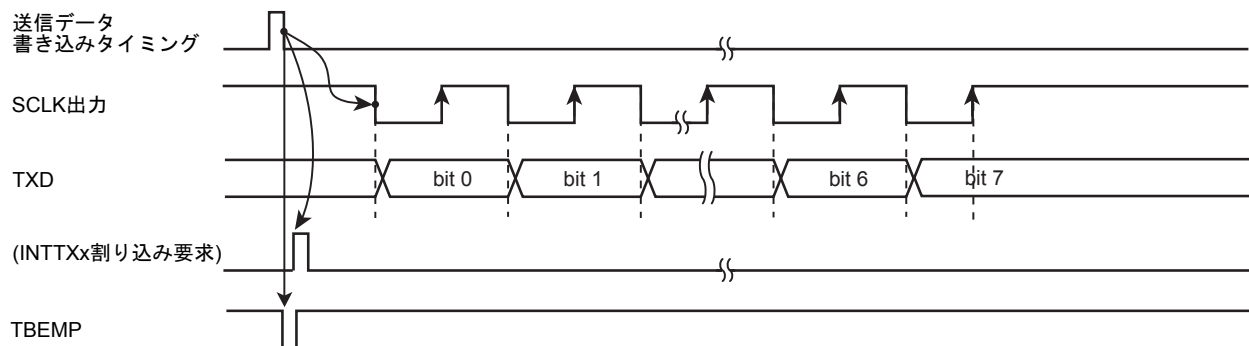 送信データ
書き込みタイミング
SCLK出力
TXD
bit 0
bit 1
bit 6
bit 7
(INTTXx割り込み要求)
TBEMP